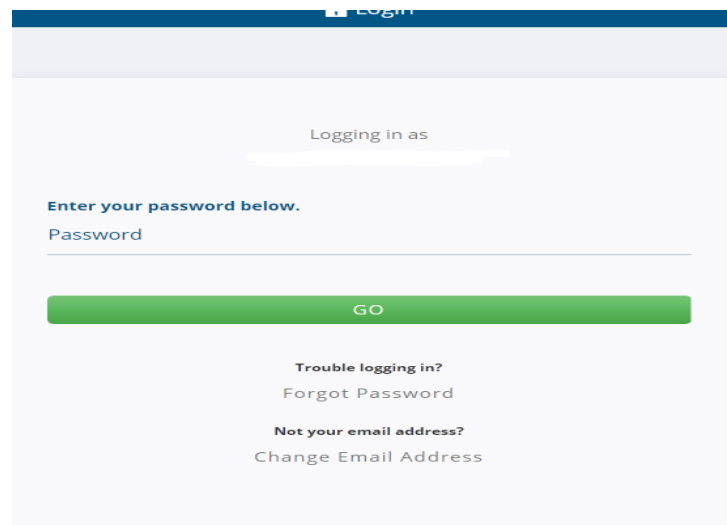 Login
Logging in as
Enter your password below.
Password
GO
Trouble logging in?
Forgot Password
Not your email address?
Change Email Address